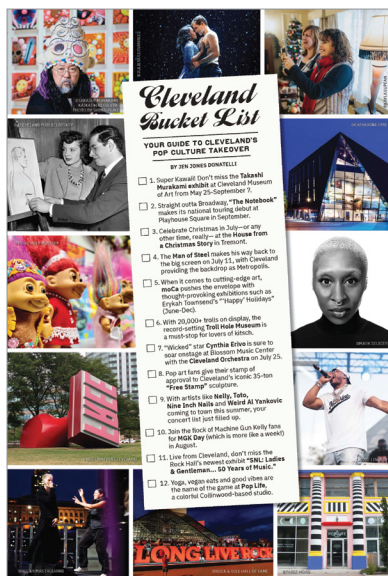 Cleveland
Bucket List
YOUR GUIDE TO CLEVELAND'S
POP CULTURE TAKEOVER
BY JEN JONES DONATELLI
1. Super Kawaii! Don't miss the Takashi
Murakami exhibit at Cleveland Museum
of Art from May 25-September 7.
2. Straight outta Broadway, "The Notebook"
makes its national touring debut at
Playhouse Square in September.
3. Celebrate Christmas in July—or any
other time, really— at the House from
a Christmas Story in Tremont.
4. The Man of Steel makes his way back to
the big screen on July 11, with Cleveland
providing the backdrop as Metropolis.
5. When it comes to cutting-edge art,
moCa pushes the envelope with
thought-provoking exhibitions such as
Erykah Townsend's "'Happy' Holidays"
(June-Dec).
6. With 20,000+ trolls on display, the
record-setting Troll Hole Museum is
a must-stop for lovers of kitsch.
7. "Wicked" star Cynthia Erivo is sure to
soar onstage at Blossom Music Center
with the Cleveland Orchestra on July 25.
8. Pop art fans give their stamp of
approval to Cleveland's iconic 35-ton
"Free Stamp" sculpture.
9. With artists like Nelly, Toto,
Nine Inch Nails and Weird Al Yankovic
coming to town this summer, your
concert list just filled up.
10. Join the flock of Machine Gun Kelly fans
for MGK Day (which is more like a week!)
in August.
11. Live from Cleveland, don't miss the
Rock Hall's newest exhibit "SNL: Ladies
& Gentleman... 50 Years of Music."
12. Yoga, vegan eats and good vibes are
the name of the game at Pop Life,
a colorful Collinwood-based studio.
LONG LIVE ROCK